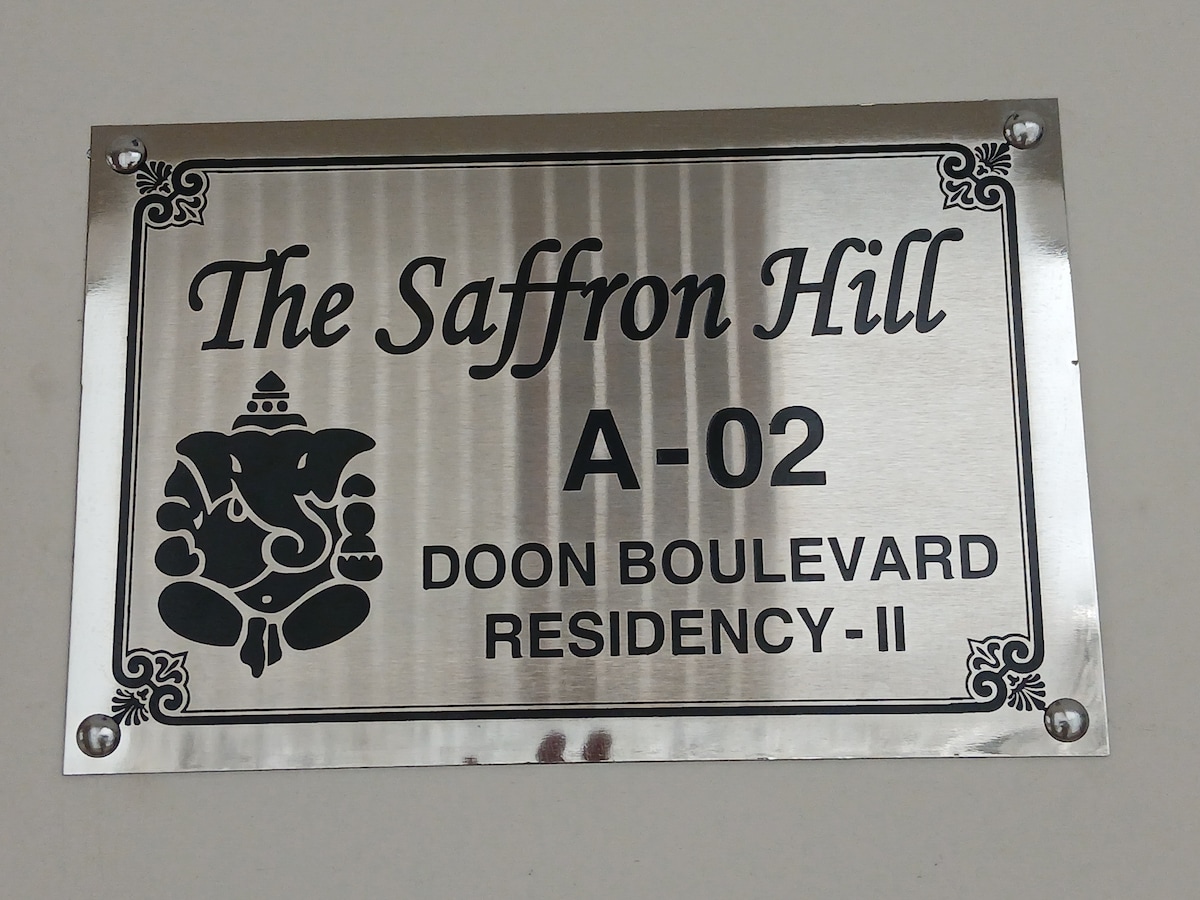 The Saffron Hill
A-02
DOON BOULEVARD
RESIDENCY-II